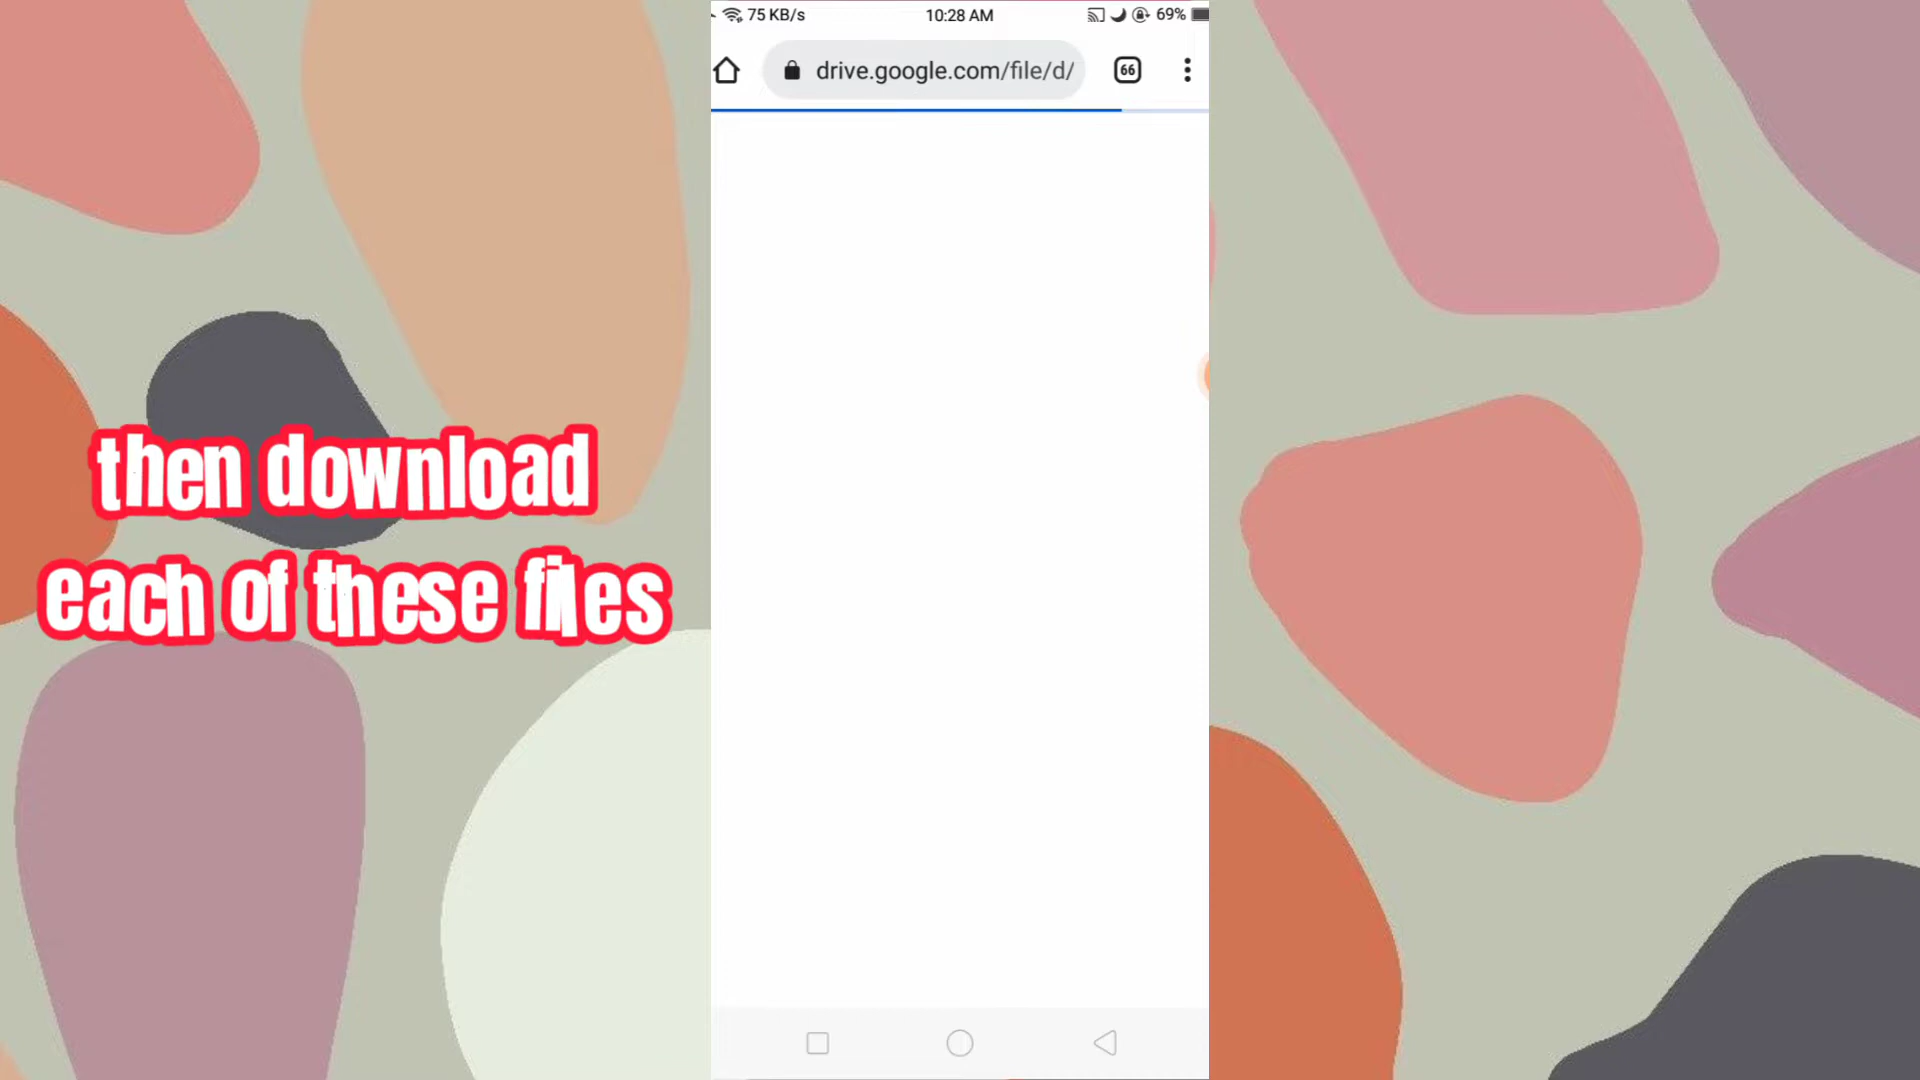 75 KB/s 10:28 AM 69%
drive.google.com/file/d/ 66
then download
each of these files